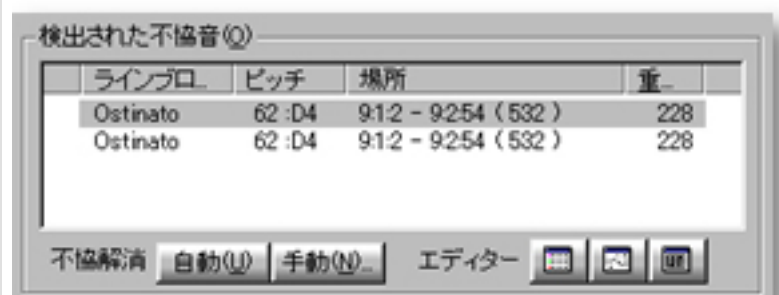 検出された不協音(O)
ラインブロ... ピッチ 場所 重...
Ostinato 62 :D4 9:1:2 - 9:2:54 ( 532 ) 228
Ostinato 62 :D4 9:1:2 - 9:2:54 ( 532 ) 228
不協解消 自動(U) 手動(N)... エディター